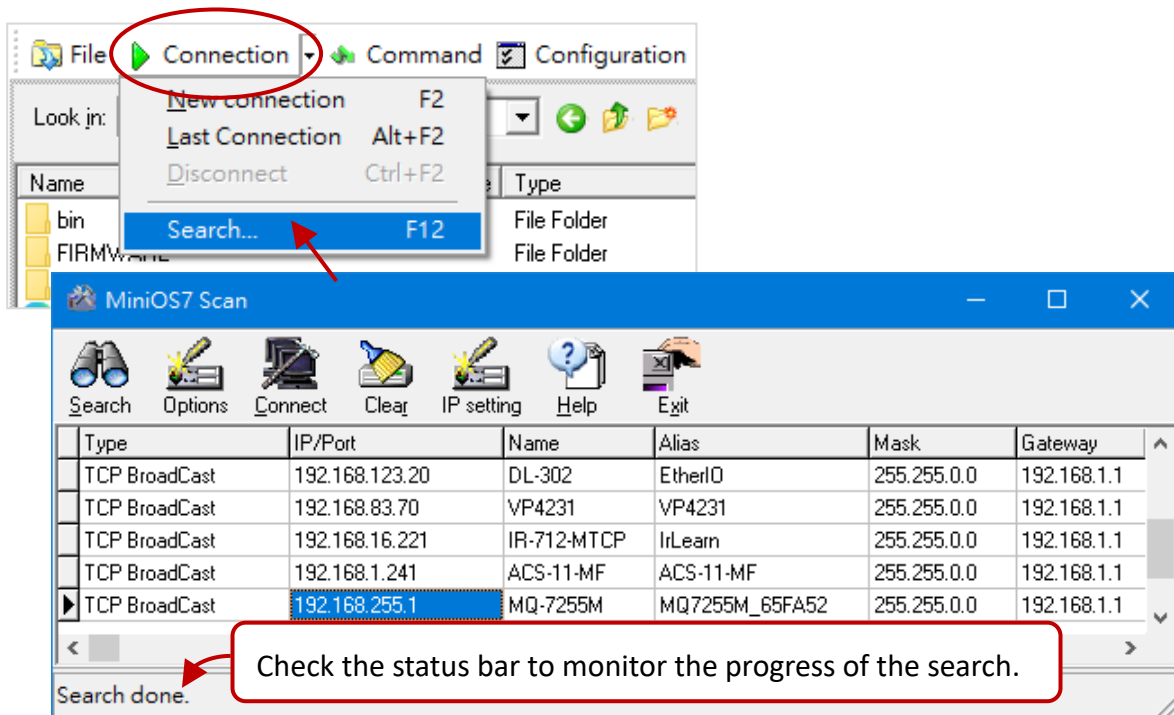 File Connection Command Configuration
New connection F2
Look in:
Last Connection Alt+F2
Disconnect Ctrl+F2
Name Type
bin File Folder
Search... F12
FIRMWARE File Folder
MiniOS7 Scan
Search Options Connect Clear IP setting Help Exit
Type IP/Port Name Alias Mask Gateway
TCP BroadCast 192.168.123.20 DL-302 EtherIO 255.255.0.0 192.168.1.1
TCP BroadCast 192.168.83.70 VP4231 VP4231 255.255.0.0 192.168.1.1
TCP BroadCast 192.168.16.221 IR-712-MTCP IrLearn 255.255.0.0 192.168.1.1
TCP BroadCast 192.168.1.241 ACS-11-MF ACS-11-MF 255.255.0.0 192.168.1.1
TCP BroadCast 192.168.255.1 MQ-7255M MQ7255M_65FA52 255.255.0.0 192.168.1.1
Check the status bar to monitor the progress of the search.
Search done.